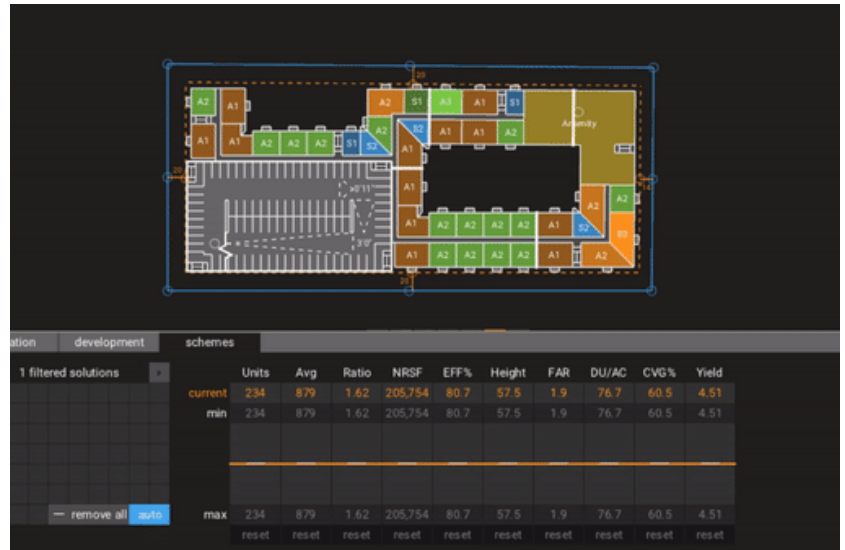 20
A2 A1 A2 S1 A3 A1 S1
Amenity
A1 A2 A2 A2 S1 S2 A2 S2 A1 A1 A2
A1
20 >0'11" A1 14
A2 A2
A1 A2 A2 A2 A2 A1 S2
3'0"
A1 A2 A2 A2 A2 A1 A2
20
ation development schemes
1 filtered solutions Units Avg Ratio NRSF EFF% Height FAR DU/AC CVG% Yield
current 234 879 1.62 205,754 80.7 57.5 1.9 76.7 60.5 4.51
min 234 879 1.62 205,754 80.7 57.5 1.9 76.7 60.5 4.51
remove all auto max 234 879 1.62 205,754 80.7 57.5 1.9 76.7 60.5 4.51
reset reset reset reset reset reset reset reset reset reset